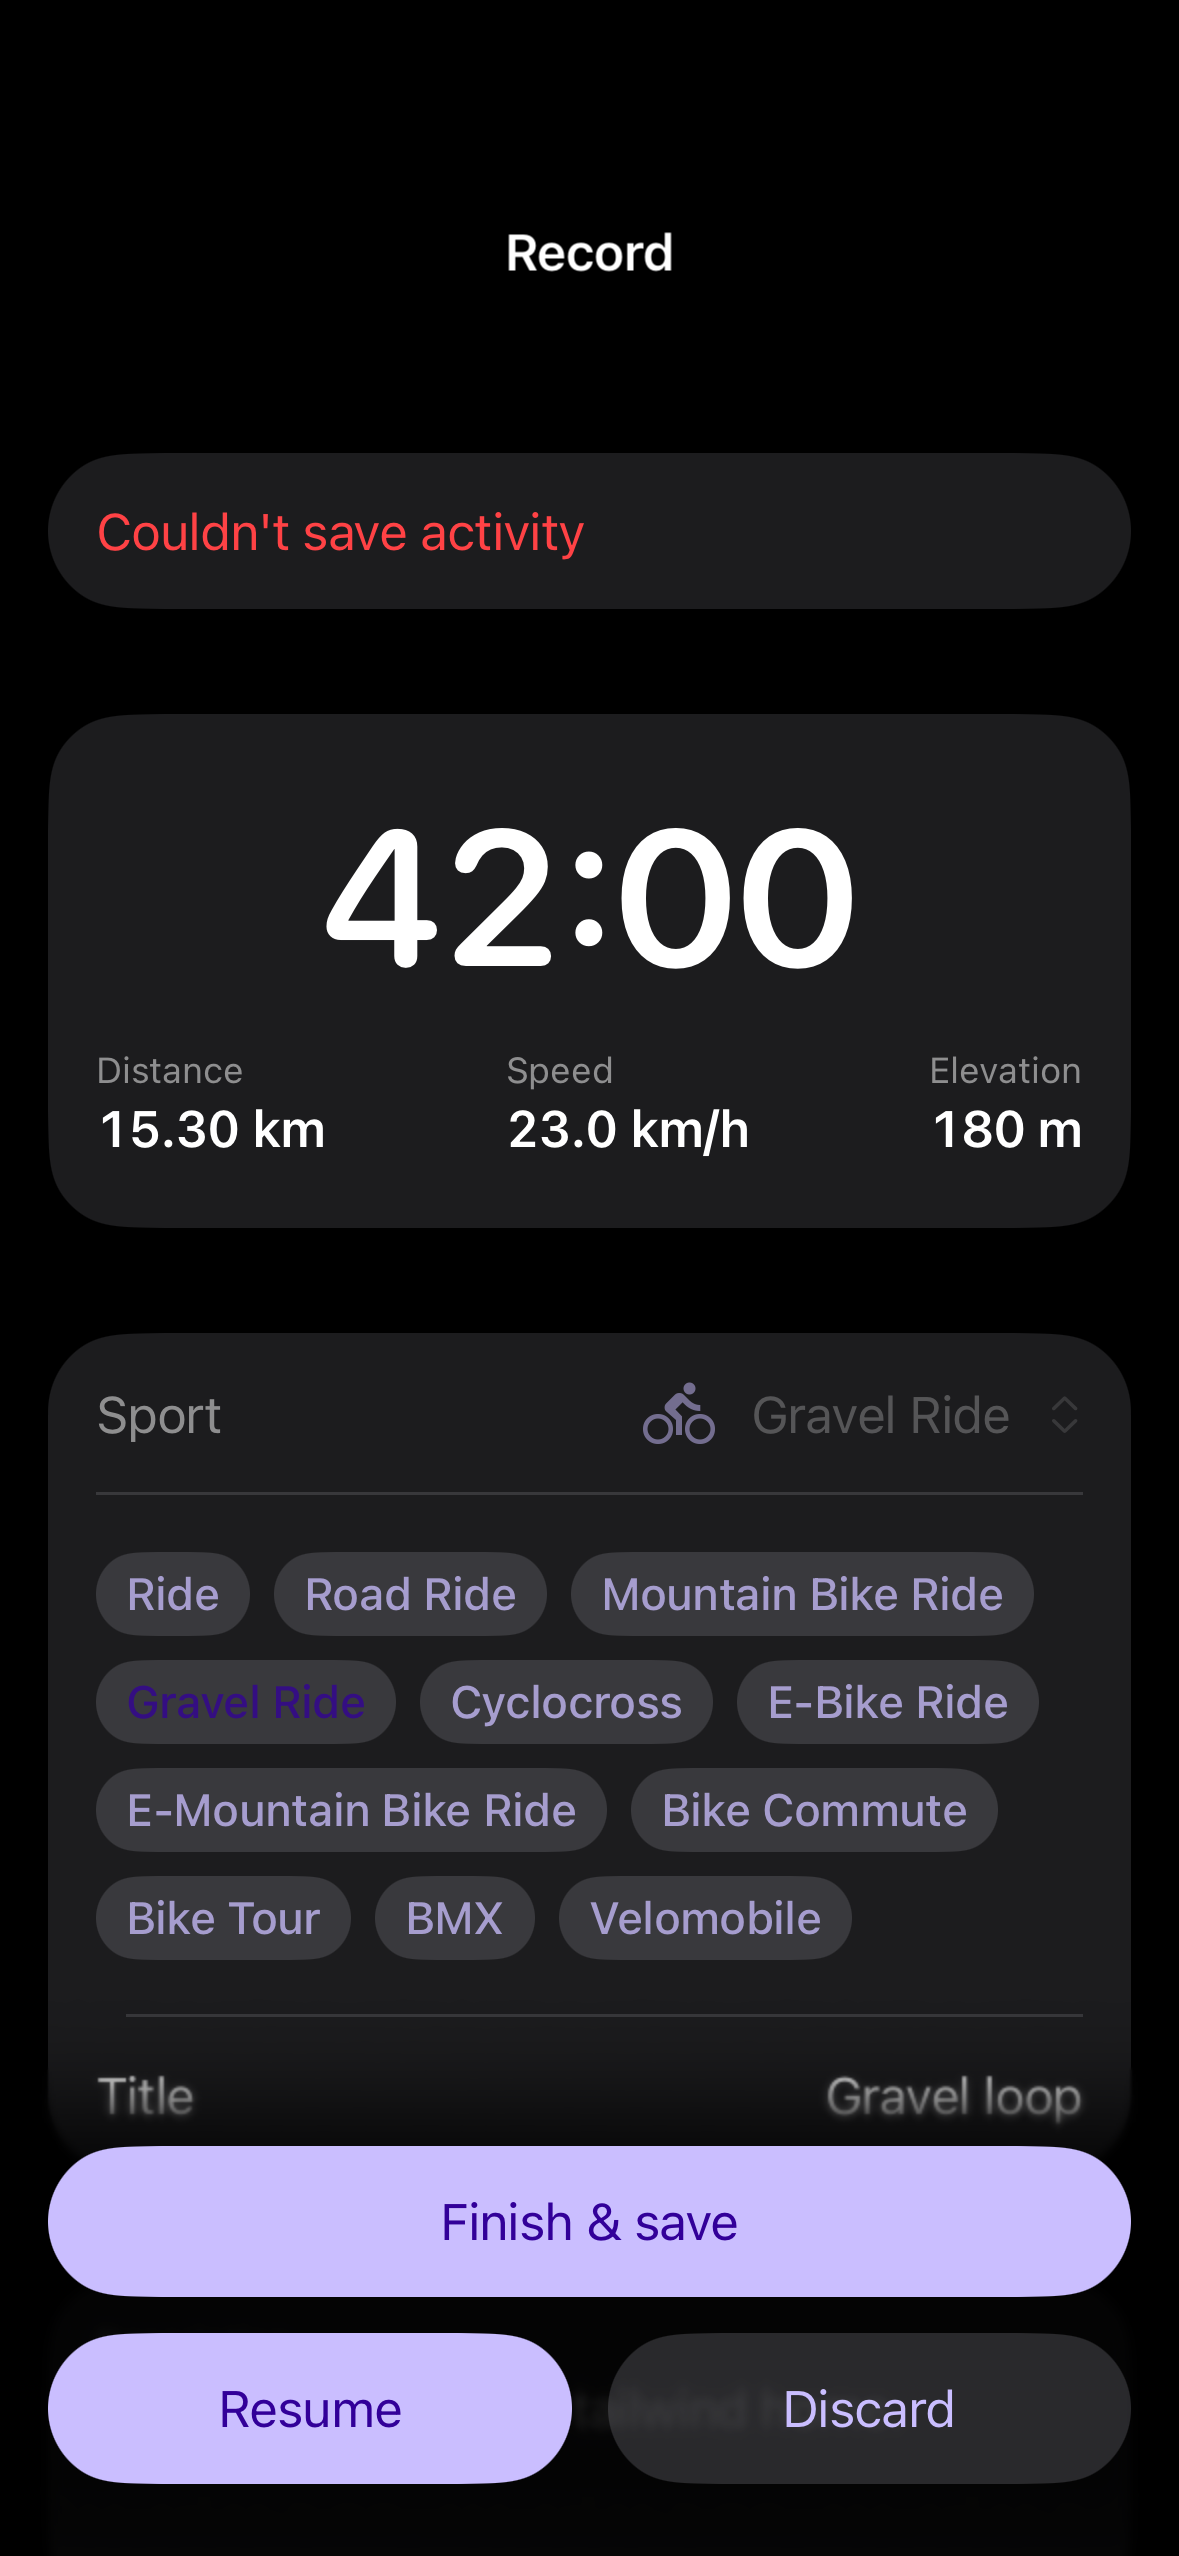 Record
Couldn't save activity
42:00
Distance Speed Elevation
15.30 km 23.0 km/h 180 m
Sport Gravel Ride
Ride Road Ride Mountain Bike Ride
Gravel Ride Cyclocross E-Bike Ride
E-Mountain Bike Ride Bike Commute
Bike Tour BMX Velomobile
Title Gravel loop
Finish & save
tailwind
Resume Discard